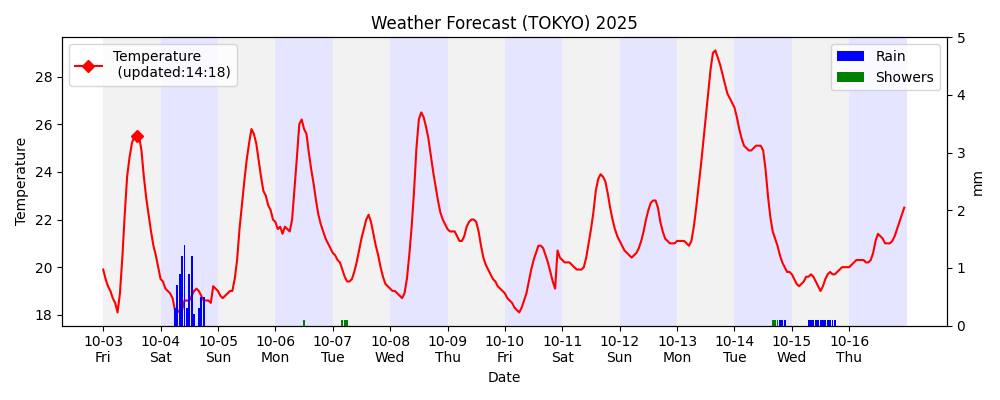 Weather Forecast (TOKYO) 2025
Temperature
(updated:14:18)
Rain
Showers
Temperature
28
26
24
22
20
18
5
4
3
2
1
0
mm
10-03 10-04 10-05 10-06 10-07 10-08 10-09 10-10 10-11 10-12 10-13 10-14 10-15 10-16
Fri Sat Sun Mon Tue Wed Thu Fri Sat Sun Mon Tue Wed Thu
Date